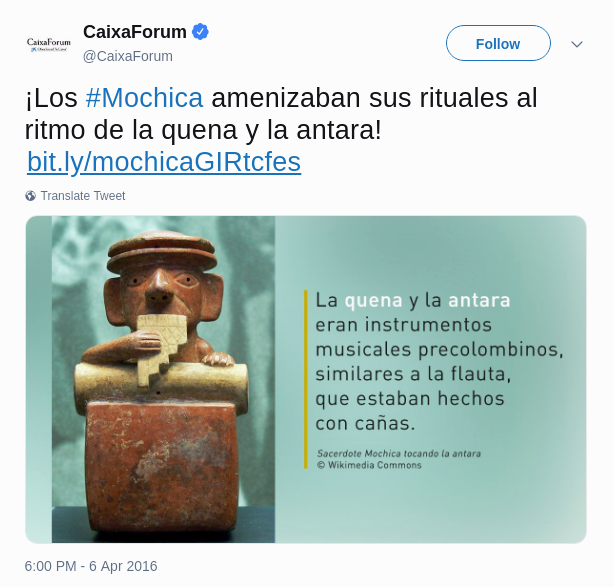 CaixaForum
CaixaForum
@CaixaForum
Follow
¡Los #Mochica amenizaban sus rituales al
ritmo de la quena y la antara!
bit.ly/mochicaGIRtcfes
Translate Tweet
La quena y la antara
eran instrumentos
musicales precolombinos,
similares a la flauta,
que estaban hechos
con cañas.
Sacerdote Mochica tocando la antara
© Wikimedia Commons
6:00 PM - 6 Apr 2016